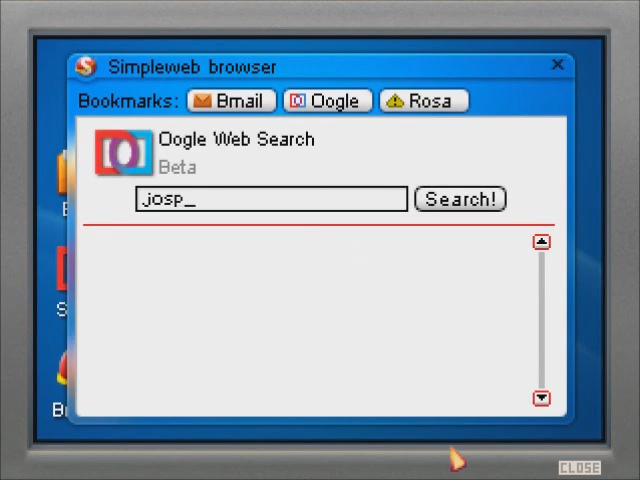 Simpleweb browser
Bookmarks: Bmail Oogle Rosa
Oogle Web Search
Beta
josp_
Search!
CLOSE